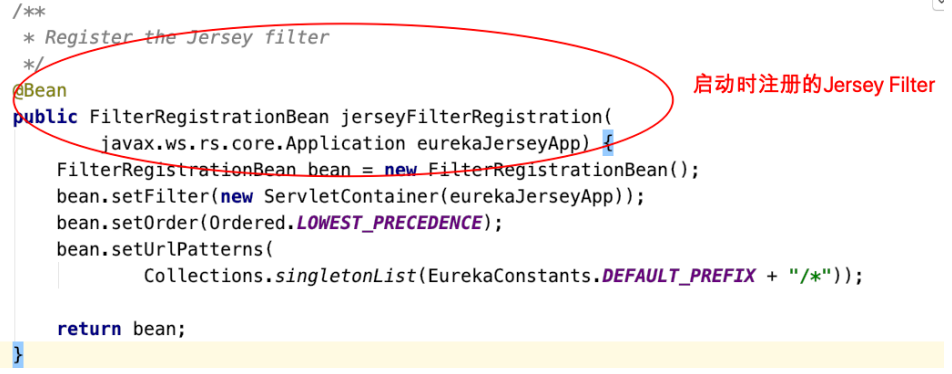 /**
* Register the Jersey filter
*/
@Bean
启动时注册的Jersey Filter
public FilterRegistrationBean jerseyFilterRegistration(
javax.ws.rs.core.Application eurekaJerseyApp) {
FilterRegistrationBean bean = new FilterRegistrationBean();
bean.setFilter(new ServletContainer(eurekaJerseyApp));
bean.setOrder(Ordered.LOWEST_PRECEDENCE);
bean.setUrlPatterns(
Collections.singletonList(EurekaConstants.DEFAULT_PREFIX + "/*"));
return bean;
}